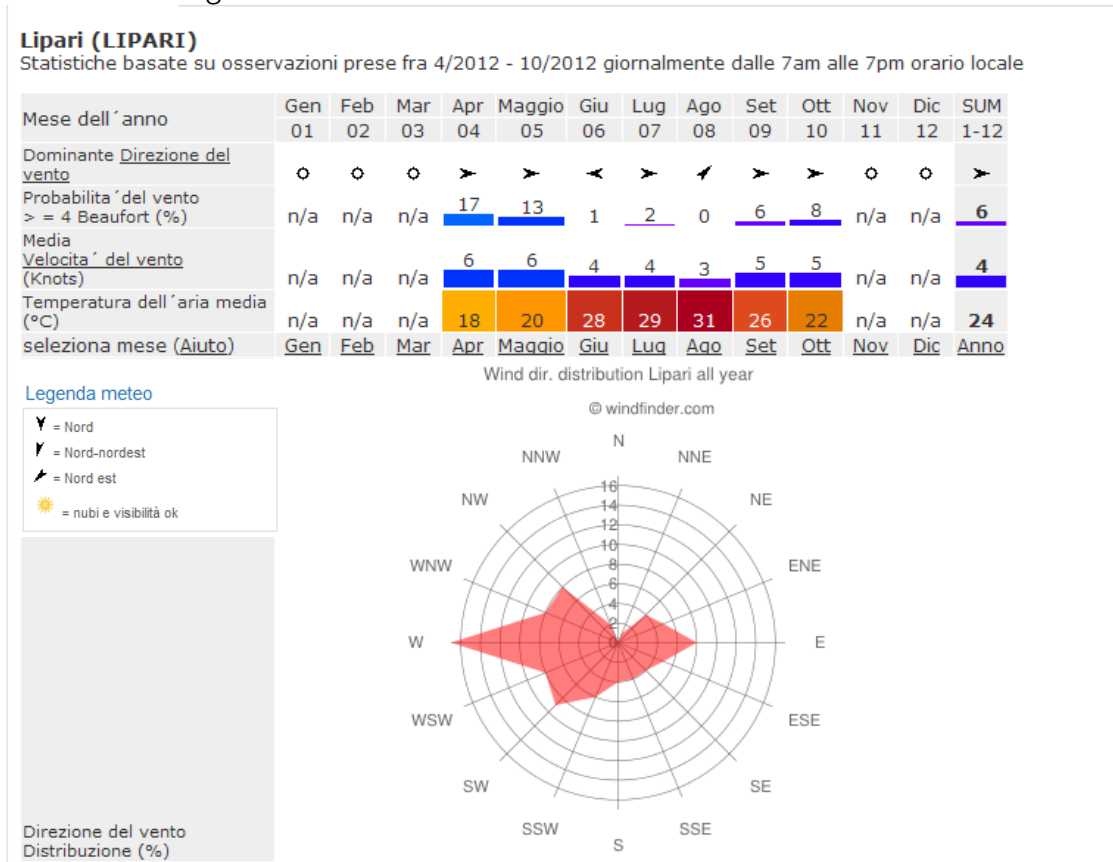 Lipari (LIPARI)
Statistiche basate su osservazioni prese fra 4/2012 - 10/2012 giornalmente dalle 7am alle 7pm orario locale
Mese dell´anno Gen Feb Mar Apr Maggio Giu Lug Ago Set Ott Nov Dic SUM
01 02 03 04 05 06 07 08 09 10 11 12 1-12
Dominante Direzione del
vento
Probabilita´del vento
> = 4 Beaufort (%) n/a n/a n/a 17 13 1 2 0 6 8 n/a n/a 6
Media
Velocita´ del vento
(Knots) n/a n/a n/a 6 6 4 4 3 5 5 n/a n/a 4
Temperatura dell´aria media
(°C) n/a n/a n/a 18 20 28 29 31 26 22 n/a n/a 24
seleziona mese (Aiuto) Gen Feb Mar Apr Maggio Giu Lug Ago Set Ott Nov Dic Anno
Wind dir. distribution Lipari all year
© windfinder.com
Legenda meteo
= Nord
= Nord-nordest
= Nord est
= nubi e visibilità ok
N
NNW NNE
NW NE
WNW ENE
W E
WSW ESE
SW SE
SSW SSE
S
16
14
12
10
8
6
4
2
0
Direzione del vento
Distribuzione (%)